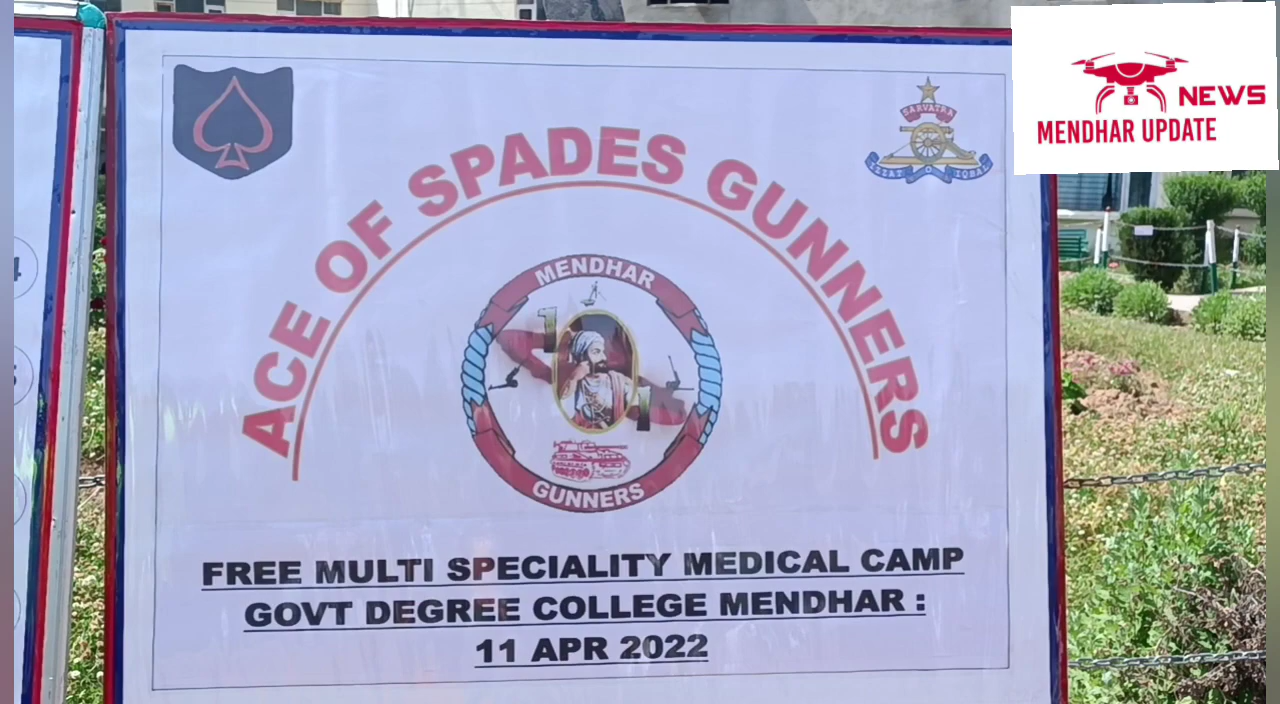 NEWS
MENDHAR UPDATE
SARVATRA
IZZAT O IQBAL
ACE OF SPADES GUNNERS
MENDHAR
GUNNERS
FREE MULTI SPECIALITY MEDICAL CAMP
GOVT DEGREE COLLEGE MENDHAR :
11 APR 2022